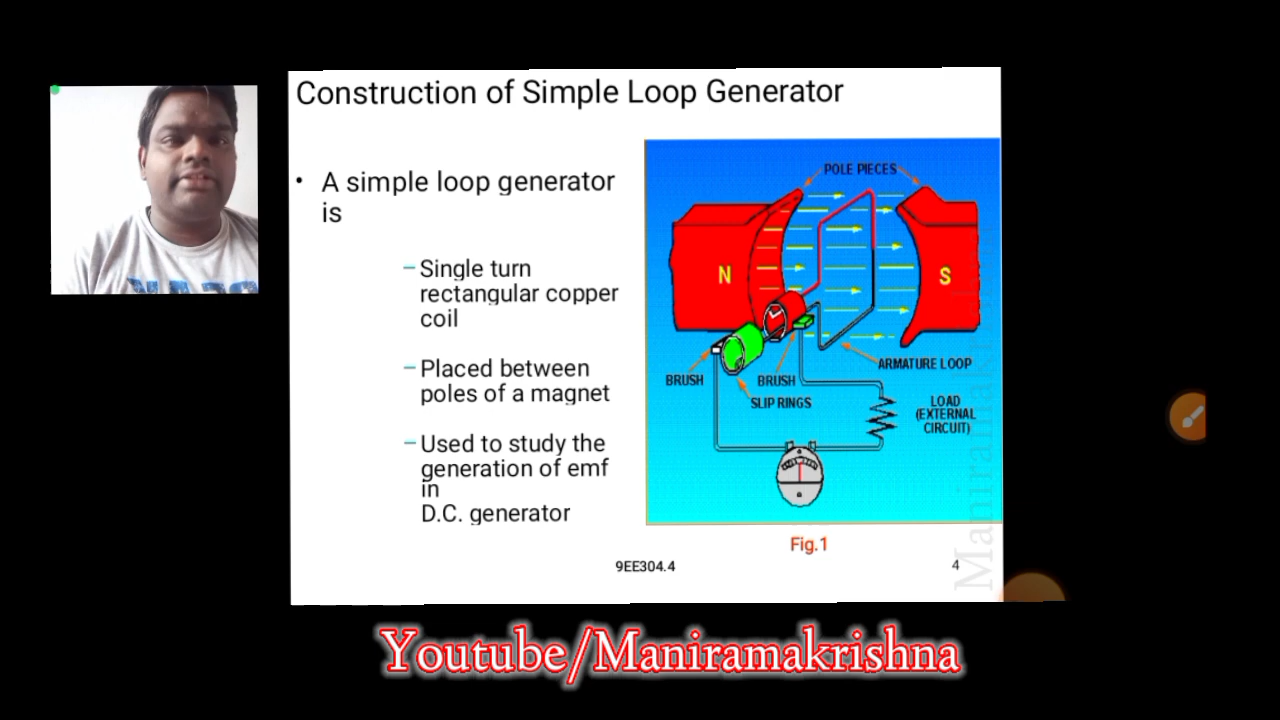 Construction of Simple Loop Generator
• A simple loop generator
is
– Single turn
rectangular copper
coil
– Placed between
poles of a magnet
– Used to study the
generation of emf
in
D.C. generator
POLE PIECES
N
S
ARMATURE LOOP
BRUSH
BRUSH
SLIP RINGS
LOAD
(EXTERNAL
CIRCUIT)
Fig.1
9EE304.4
4
Maniramakr
Youtube/Maniramakrishna